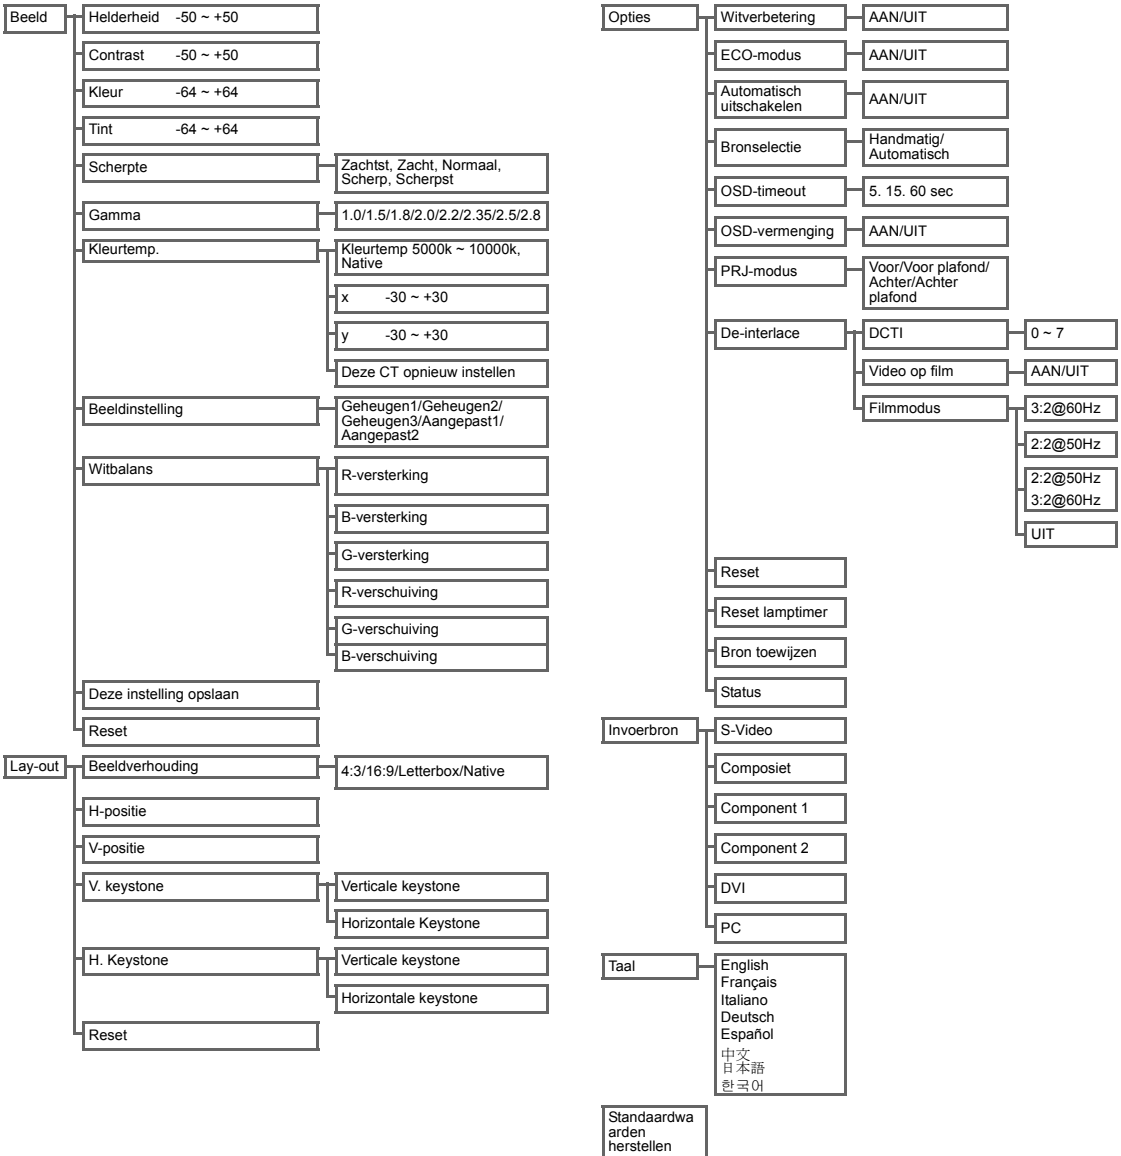 Beeld
Helderheid -50 ~ +50
Contrast -50 ~ +50
Kleur -64 ~ +64
Tint -64 ~ +64
Scherpte
Zachtst, Zacht, Normaal,
Scherp, Scherpst
Gamma
1.0/1.5/1.8/2.0/2.2/2.35/2.5/2.8
Kleurtemp.
Kleurtemp 5000k ~ 10000k,
Native
x -30 ~ +30
y -30 ~ +30
Deze CT opnieuw instellen
Beeldinstelling
Geheugen1/Geheugen2/
Geheugen3/Aangepast1/
Aangepast2
Witbalans
R-versterking
B-versterking
G-versterking
R-verschuiving
G-verschuiving
B-verschuiving
Deze instelling opslaan
Reset
Lay-out
Beeldverhouding
4:3/16:9/Letterbox/Native
H-positie
V-positie
V. keystone
Verticale keystone
Horizontale Keystone
H. Keystone
Verticale keystone
Horizontale keystone
Reset
Opties
Witverbetering
AAN/UIT
ECO-modus
AAN/UIT
Automatisch
uitschakelen
AAN/UIT
Bronselectie
Handmatig/
Automatisch
OSD-timeout
5. 15. 60 sec
OSD-vermenging
AAN/UIT
PRJ-modus
Voor/Voor plafond/
Achter/Achter
plafond
De-interlace
DCTI
0 ~ 7
Video op film
AAN/UIT
Filmmodus
3:2@60Hz
2:2@50Hz
2:2@50Hz
3:2@60Hz
UIT
Reset
Reset lamptimer
Bron toewijzen
Status
Invoerbron
S-Video
Composiet
Component 1
Component 2
DVI
PC
Taal
English
Français
Italiano
Deutsch
Español
中文
日本語
한국어
Standaardwa
arden
herstellen